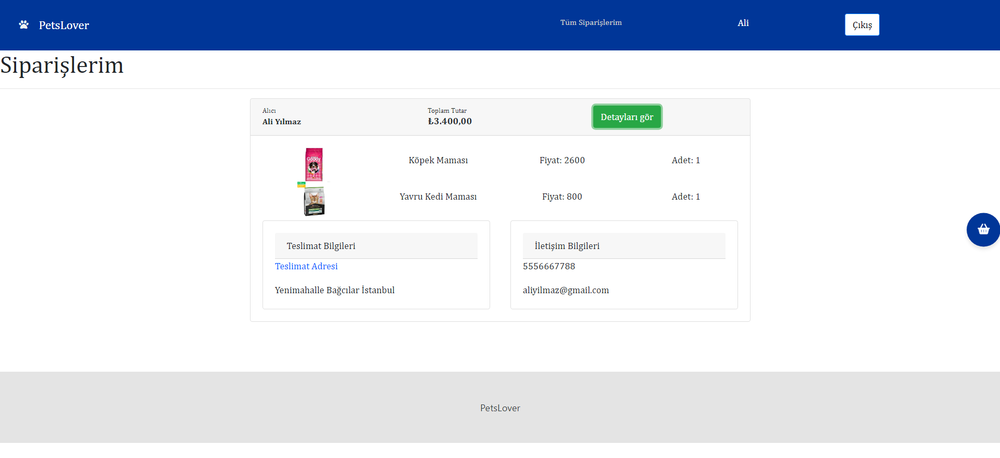 PetsLover
Tüm Siparişlerim
Ali
Çıkış
Siparişlerim
Alıcı
Ali Yılmaz
Toplam Tutar
₺3.400,00
Detayları gör
Goody
Köpek Maması
Fiyat: 2600
Adet: 1
Yavru Kedi Maması
Fiyat: 800
Adet: 1
Teslimat Bilgileri
Teslimat Adresi
Yenimahalle Bağcılar İstanbul
İletişim Bilgileri
5556667788
aliyilmaz@gmail.com
PetsLover